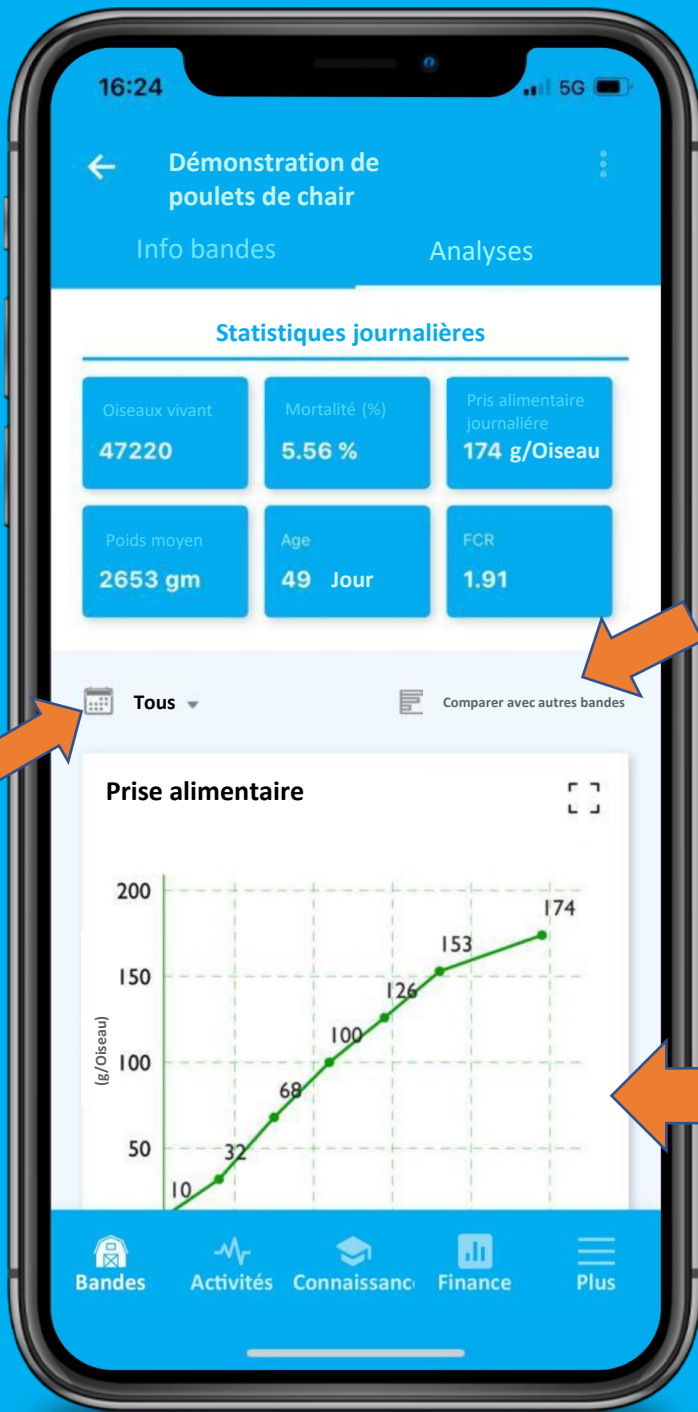 16:24
5G
Démonstration de
poulets de chair
Info bandes
Analyses
Statistiques journalières
Oiseaux vivant
47220
Mortalité (%)
5.56 %
Pris alimentaire
journaliére
174 g/Oiseau
Poids moyen
2653 gm
Age
49 Jour
FCR
1.91
Tous
Comparer avec autres bandes
Prise alimentaire
200
150
100
50
(g/Oiseau)
10
32
68
100
126
153
174
Bandes
Activités
Connaissanc
Finance
Plus